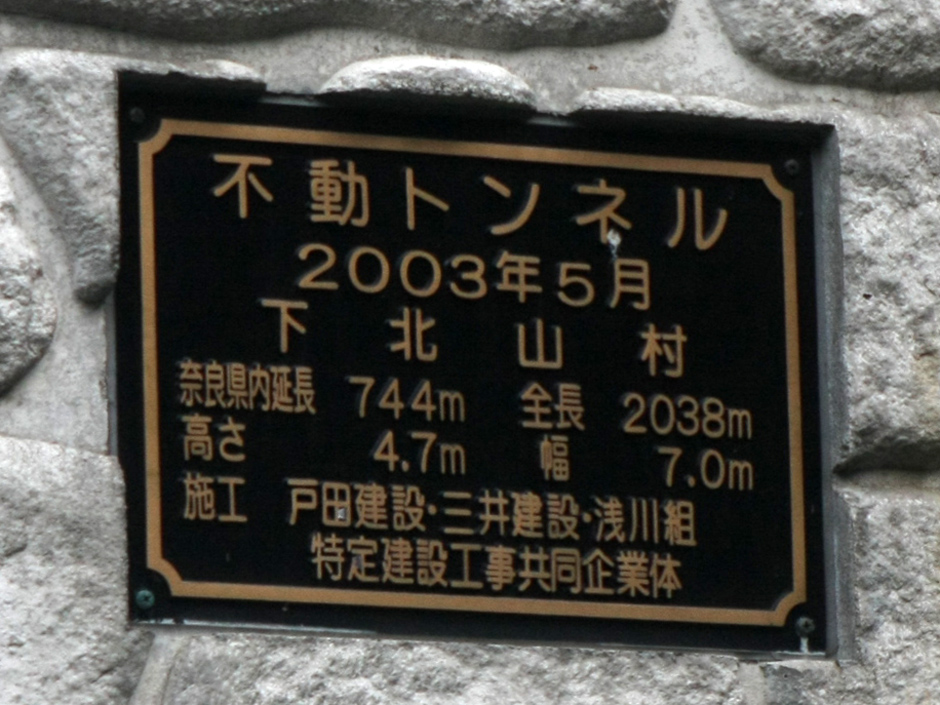 不動トンネル
2003年5月
下北山村
奈良県内延長 744m 全長 2038m
高さ 4.7m 幅 7.0m
施工 戸田建設・三井建設・浅川組
特定建設工事共同企業体